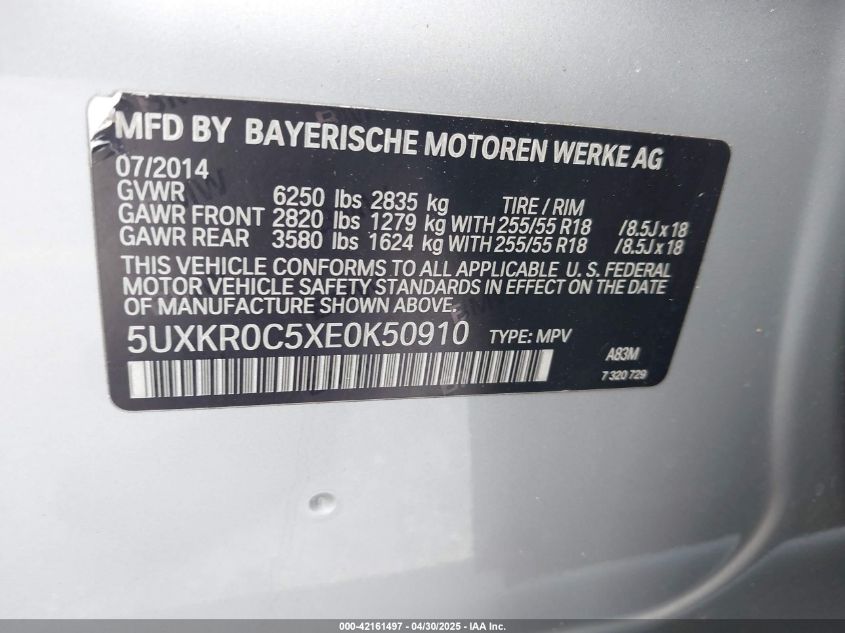 MFD BY BAYERISCHE MOTOREN WERKE AG
07/2014
GVWR 6250 lbs 2835 kg TIRE / RIM
GAWR FRONT 2820 lbs 1279 kg WITH 255/55 R18 /8.5J x 18
GAWR REAR 3580 lbs 1624 kg WITH 255/55 R18 /8.5J x 18
THIS VEHICLE CONFORMS TO ALL APPLICABLE U.S. FEDERAL
MOTOR VEHICLE SAFETY STANDARDS IN EFFECT ON THE DATE
OF MANUFACTURE SHOWN ABOVE.
5UXKR0C5XE0K50910 TYPE: MPV
A83M
7 320 729
000-42161497 - 04/30/2025 - IAA Inc.